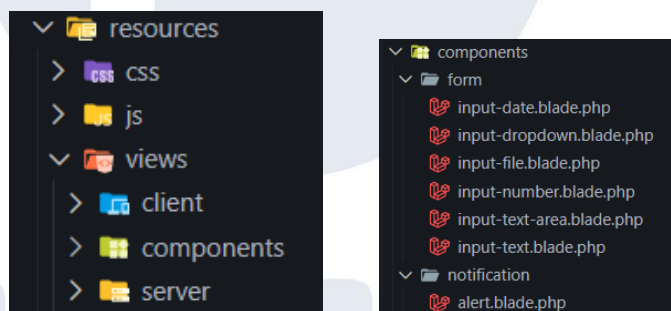 resources
css css
js js
views
client
components
server
components
form
input-date.blade.php
input-dropdown.blade.php
input-file.blade.php
input-number.blade.php
input-text-area.blade.php
input-text.blade.php
notification
alert.blade.php